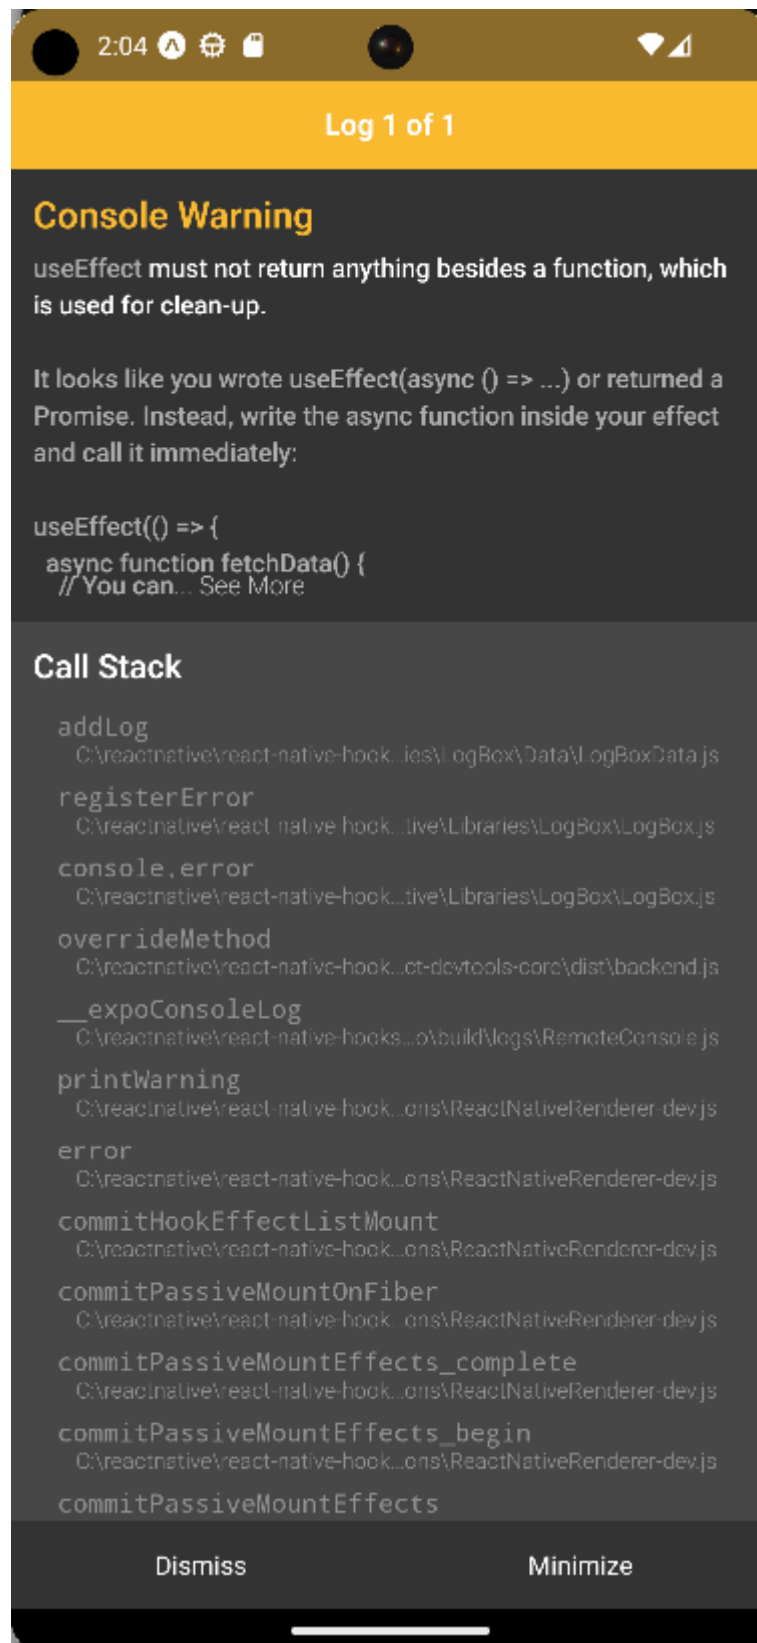 2:04
Log 1 of 1
Console Warning
useEffect must not return anything besides a function, which
is used for clean-up.
It looks like you wrote useEffect(async () => ...) or returned a
Promise. Instead, write the async function inside your effect
and call it immediately:
useEffect(() => {
async function fetchData() {
// You can... See More
Call Stack
addLog
C:\reactnative\react-native-hook...ies\LogBox\Data\LogBoxData.js
registerError
C:\reactnative\react-native-hook...tive\Libraries\LogBox\LogBox.js
console.error
C:\reactnative\react-native-hook...tive\Libraries\LogBox\LogBox.js
overrideMethod
C:\reactnative\react-native-hook...ct-devtools-core\dist\backend.js
__expoConsoleLog
C:\reactnative\react-native-hooks...o\build\logs\RemoteConsole.js
printWarning
C:\reactnative\react-native-hook...ons\ReactNativeRenderer-dev.js
error
C:\reactnative\react-native-hook...ons\ReactNativeRenderer-dev.js
commitHookEffectListMount
C:\reactnative\react-native-hook...ons\ReactNativeRenderer-dev.js
commitPassiveMountOnFiber
C:\reactnative\react-native-hook...ons\ReactNativeRenderer-dev.js
commitPassiveMountEffects_complete
C:\reactnative\react-native-hook...ons\ReactNativeRenderer-dev.js
commitPassiveMountEffects_begin
C:\reactnative\react-native-hook...ons\ReactNativeRenderer-dev.js
commitPassiveMountEffects
Dismiss
Minimize